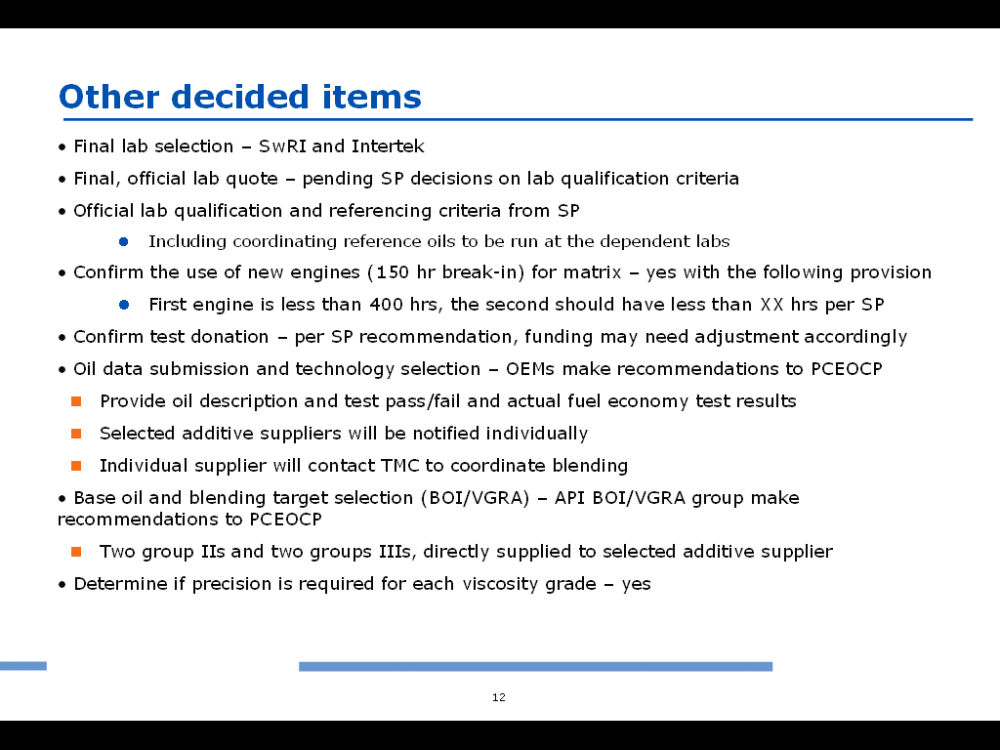 Other decided items
• Final lab selection – SwRI and Intertek
• Final, official lab quote – pending SP decisions on lab qualification criteria
• Official lab qualification and referencing criteria from SP
● Including coordinating reference oils to be run at the dependent labs
• Confirm the use of new engines (150 hr break-in) for matrix – yes with the following provision
● First engine is less than 400 hrs, the second should have less than XX hrs per SP
• Confirm test donation – per SP recommendation, funding may need adjustment accordingly
• Oil data submission and technology selection – OEMs make recommendations to PCEOCP
■ Provide oil description and test pass/fail and actual fuel economy test results
■ Selected additive suppliers will be notified individually
■ Individual supplier will contact TMC to coordinate blending
• Base oil and blending target selection (BOI/VGRA) – API BOI/VGRA group make
recommendations to PCEOCP
■ Two group IIs and two groups IIIs, directly supplied to selected additive supplier
• Determine if precision is required for each viscosity grade – yes
12